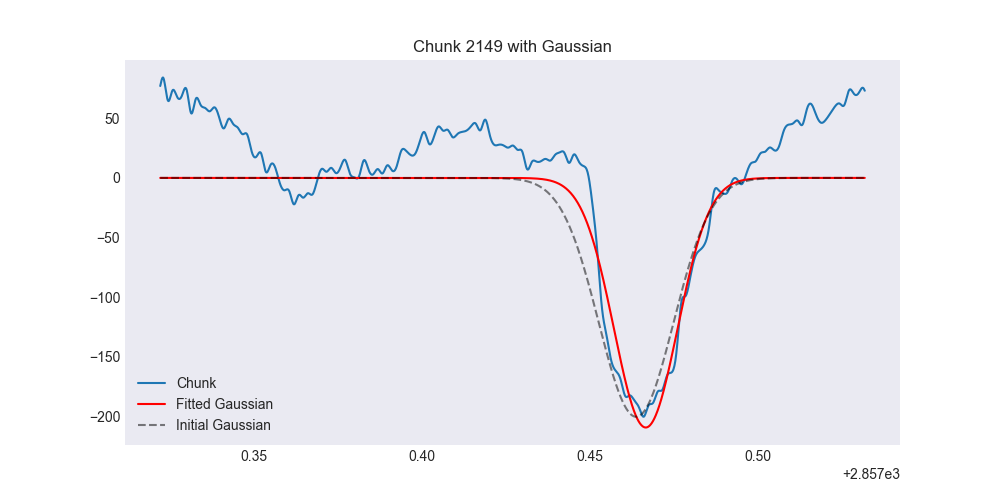 Chunk 2149 with Gaussian
50
0
−50
−100
−150
−200
Chunk
Fitted Gaussian
Initial Gaussian
0.35 0.40 0.45 0.50
+2.857e3